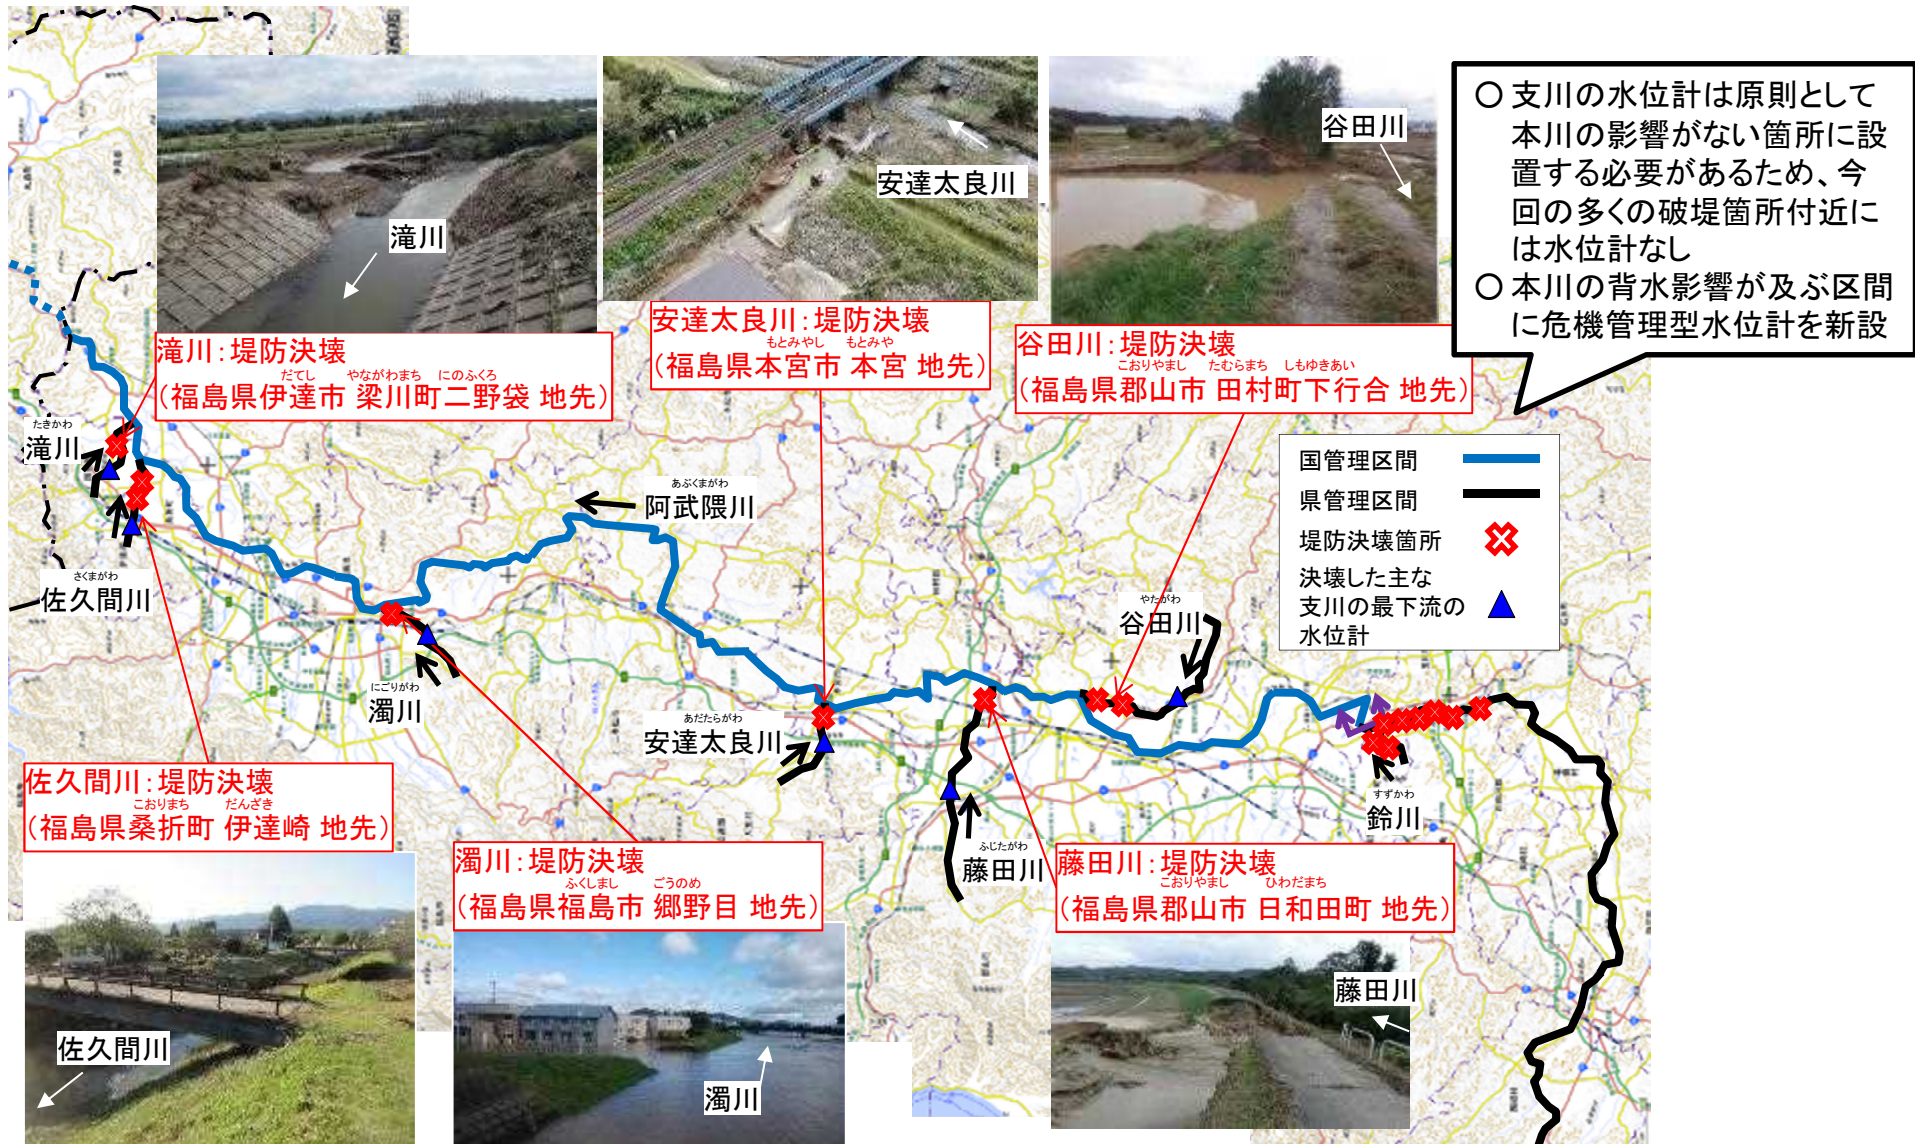 滝川
安達太良川
谷田川
○ 支川の水位計は原則として
本川の影響がない箇所に設
置する必要があるため、今
回の多くの破堤箇所付近に
は水位計なし
○ 本川の背水影響が及ぶ区間
に危機管理型水位計を新設
滝川：堤防決壊
だてし やながわまち にのふくろ
（福島県伊達市 梁川町二野袋 地先）
安達太良川：堤防決壊
もとみやし もとみや
（福島県本宮市 本宮 地先）
谷田川：堤防決壊
こおりやまし たむらまち しもゆきあい
（福島県郡山市 田村町下行合 地先）
たきかわ
滝川
あぶくまがわ
阿武隈川
国管理区間
県管理区間
堤防決壊箇所
決壊した主な
支川の最下流の
水位計
さくまがわ
佐久間川
にごりがわ
濁川
あだたらがわ
安達太良川
やたがわ
谷田川
すずかわ
鈴川
ふじたがわ
藤田川
佐久間川：堤防決壊
こおりまち だんざき
（福島県桑折町 伊達崎 地先）
濁川：堤防決壊
ふくしまし ごうのめ
（福島県福島市 郷野目 地先）
藤田川：堤防決壊
こおりやまし ひわだまち
（福島県郡山市 日和田町 地先）
佐久間川
濁川
藤田川